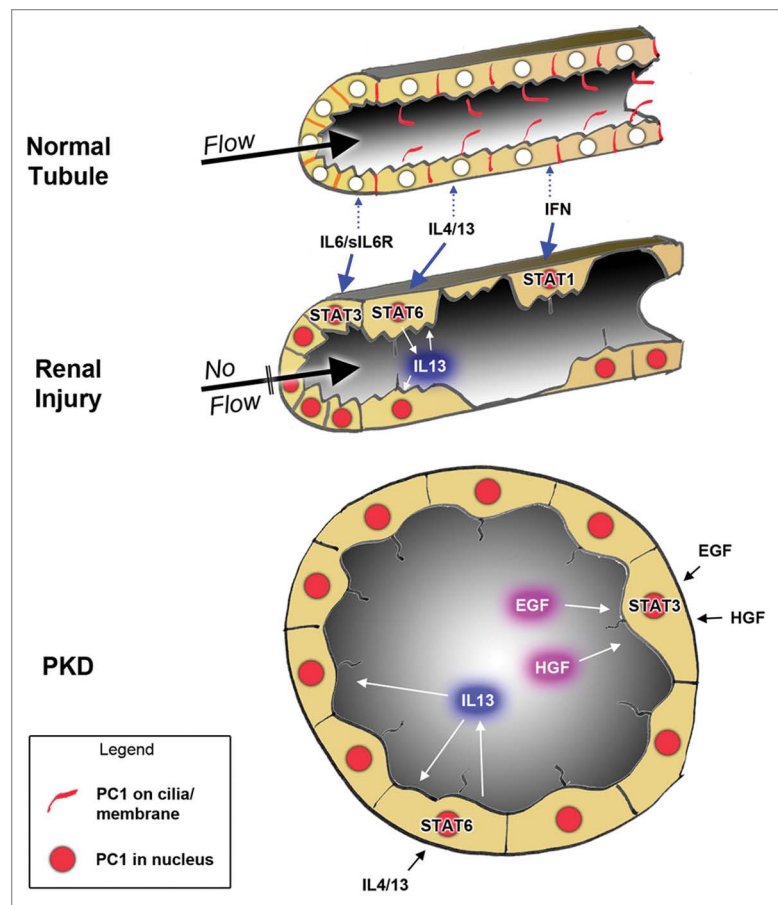 Normal
Tubule
Flow
IL6/sIL6R
IL4/13
IFN
Renal
Injury
No
Flow
STAT3
STAT6
STAT1
IL13
PKD
EGF
HGF
IL13
STAT3
EGF
HGF
STAT6
IL4/13
Legend
PC1 on cilia/
membrane
PC1 in nucleus